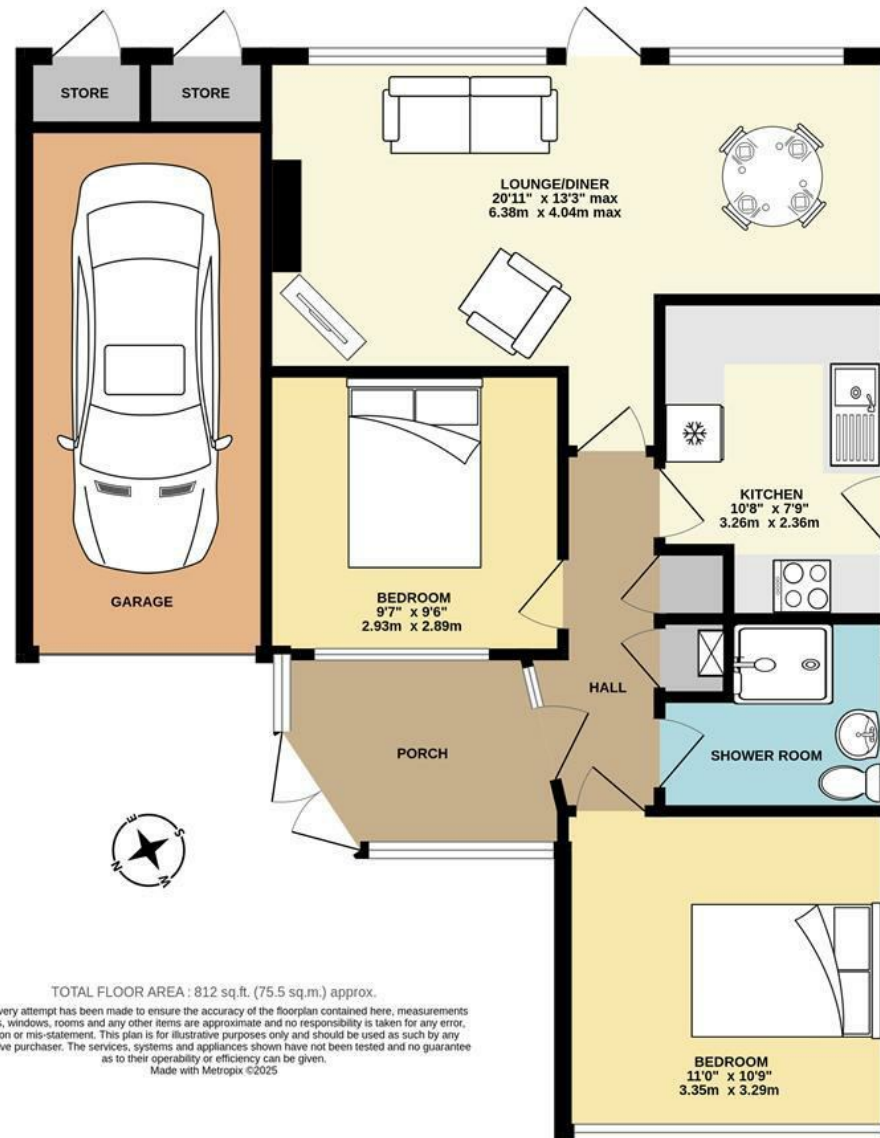 STORE
STORE
LOUNGE/DINER
20'11" x 13'3" max
6.38m x 4.04m max
KITCHEN
10'8" x 7'9"
3.26m x 2.36m
GARAGE
BEDROOM
9'7" x 9'6"
2.93m x 2.89m
HALL
PORCH
SHOWER ROOM
E
S
N
W
BEDROOM
11'0" x 10'9"
3.35m x 3.29m
TOTAL FLOOR AREA : 812 sq.ft. (75.5 sq.m.) approx.
very attempt has been made to ensure the accuracy of the floorplan contained here, measurements
s, windows, rooms and any other items are approximate and no responsibility is taken for any error,
on or mis-statement. This plan is for illustrative purposes only and should be used as such by any
ive purchaser. The services, systems and appliances shown have not been tested and no guarantee
as to their operability or efficiency can be given.
Made with Metropix ©2025